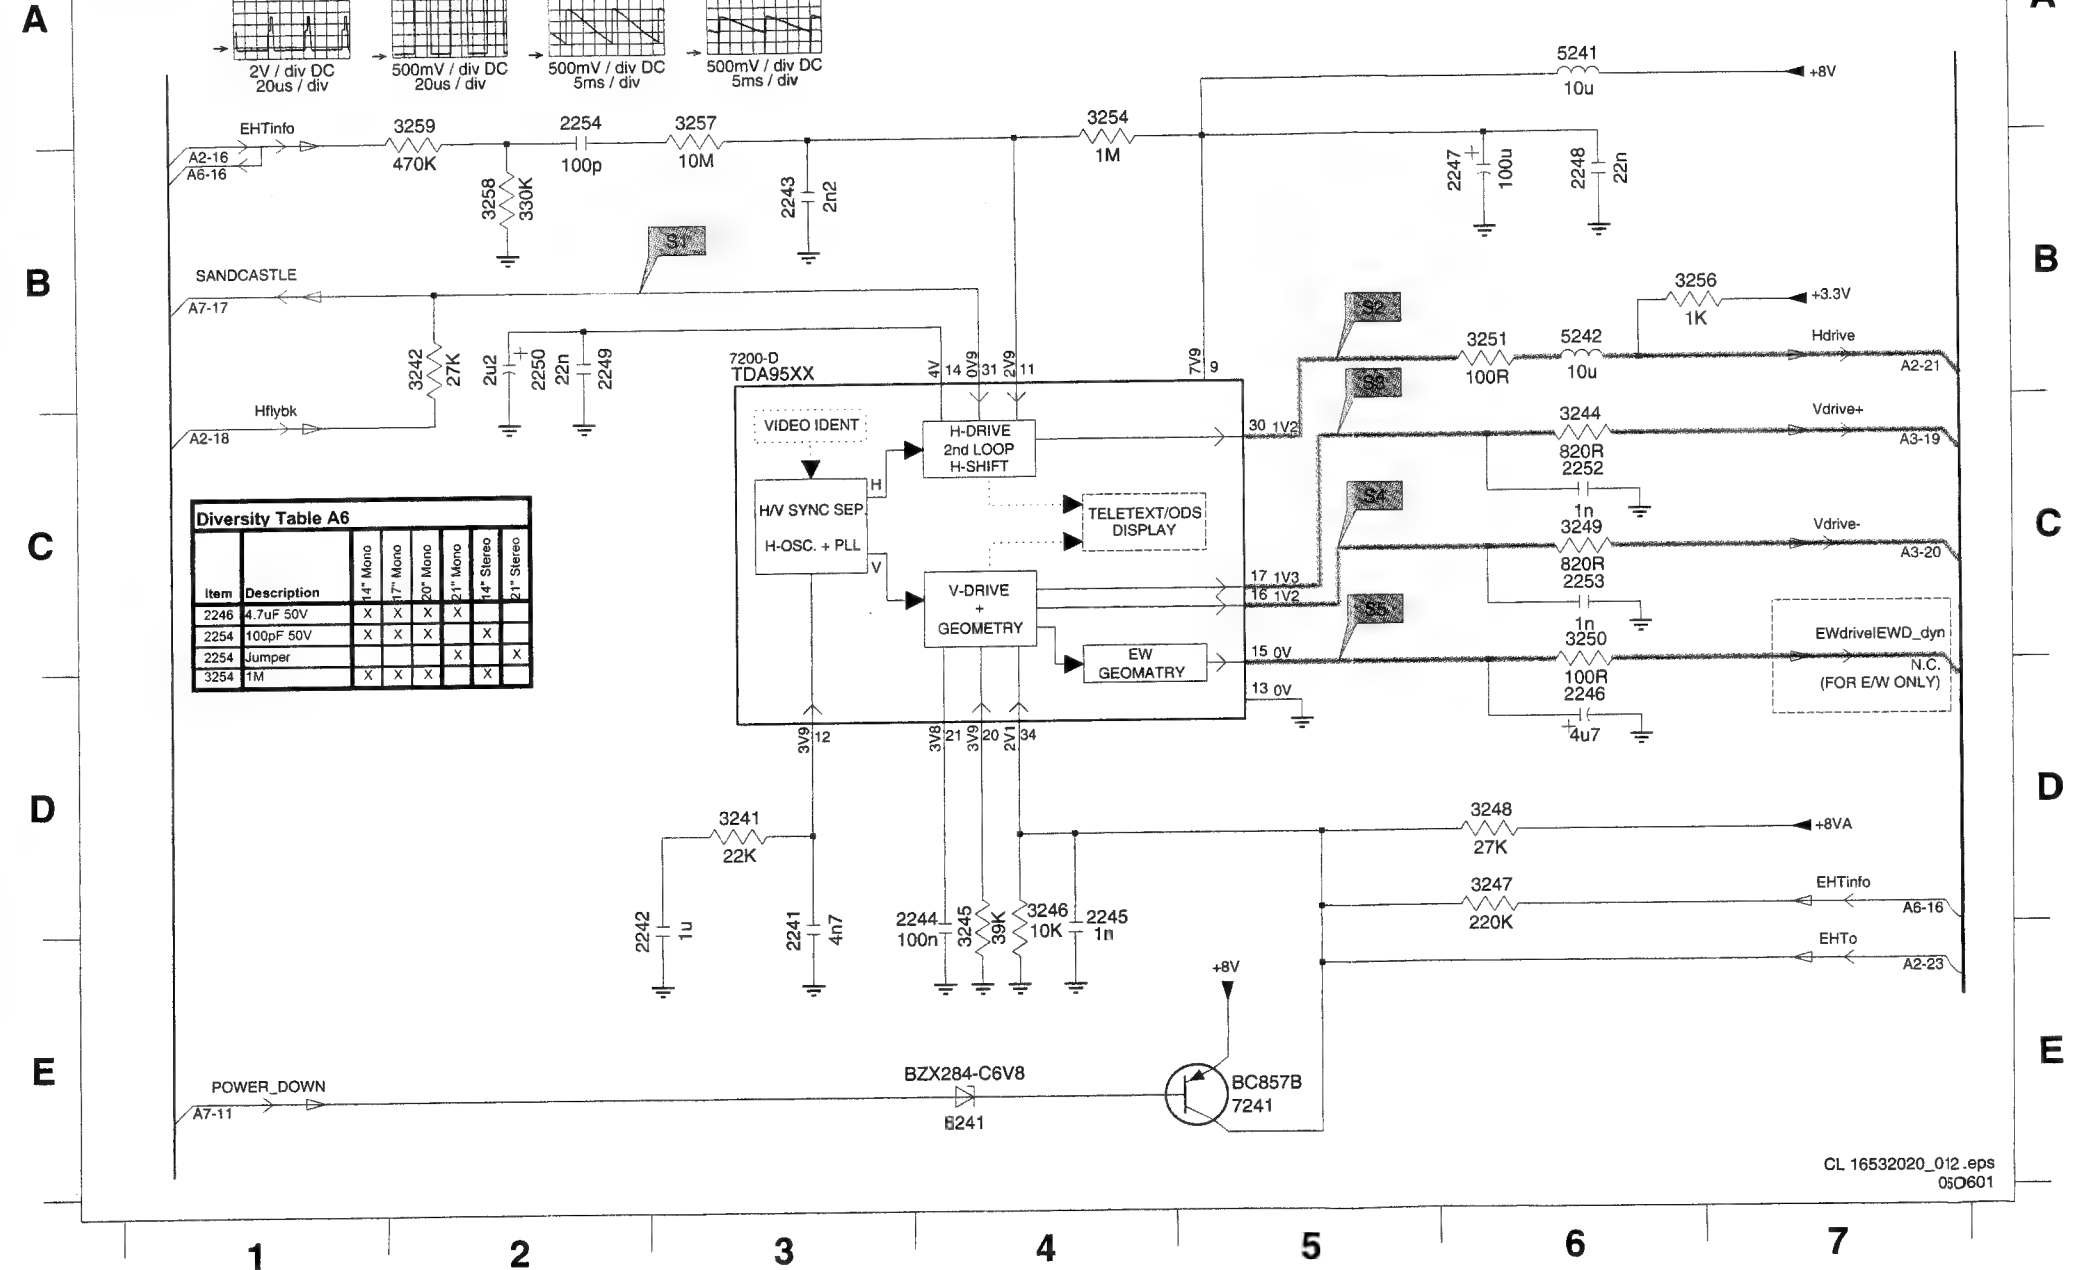 A
A
2V / div DC
20us / div
500mV / div DC
20us / div
500mV / div DC
5ms / div
500mV / div DC
5ms / div
5241
10u
+8V
EHTinfo
A2-16
A6-16
3259
470K
2254
100p
3257
10M
3254
1M
3258
330K
2243
2n2
2247
100u
2248
22n
B
B
S1
SANDCASTLE
A7-17
3242
27K
2u2
2250
22n
2249
Hflybk
A2-18
7200-D
TDA95XX
4V
14
0V9
31
2V9
11
7V9
9
S2
3256
1K
+3.3V
3251
100R
5242
10u
Hdrive
A2-21
S3
VIDEO IDENT
H-DRIVE
2nd LOOP
H-SHIFT
30 1V2
3244
820R
2252
1n
Vdrive+
A3-19
C
C
H/V SYNC SEP.
H-OSC. + PLL
H
V
TELETEXT/ODS
DISPLAY
S4
3249
820R
2253
1n
Vdrive-
A3-20
V-DRIVE
+
GEOMETRY
17 1V3
16 1V2
S5
EW
GEOMATRY
15 0V
13 0V
3250
100R
2246
4u7
EWdrive|EWD_dyn
N.C.
(FOR E/W ONLY)
Diversity Table A6
Item Description 14" Mono 17" Mono 20" Mono 21" Mono 14" Stereo 21" Stereo
2246 4.7uF 50V X X X X
2254 100pF 50V X X X X
2254 Jumper X X
3254 1M X X X X
3V9
12
3V8
21
3V9
20
2V1
34
D
D
3241
22K
2242
1u
2241
4n7
2244
100n
3245
39K
3246
10K
2245
1n
3248
27K
+8VA
3247
220K
EHTinfo
A6-16
EHTo
A2-23
+8V
E
E
POWER_DOWN
A7-11
BZX284-C6V8
6241
BC857B
7241
CL 16532020_012.eps
050601
1
2
3
4
5
6
7